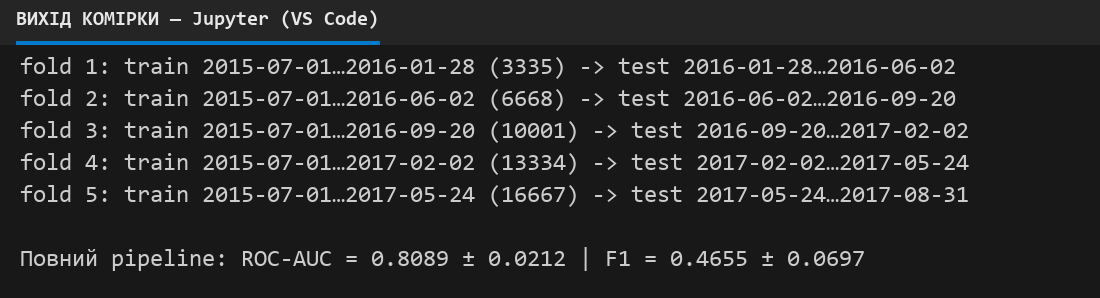 ВИХІД КОМІРКИ — Jupyter (VS Code)
fold 1: train 2015-07-01…2016-01-28 (3335) -> test 2016-01-28…2016-06-02
fold 2: train 2015-07-01…2016-06-02 (6668) -> test 2016-06-02…2016-09-20
fold 3: train 2015-07-01…2016-09-20 (10001) -> test 2016-09-20…2017-02-02
fold 4: train 2015-07-01…2017-02-02 (13334) -> test 2017-02-02…2017-05-24
fold 5: train 2015-07-01…2017-05-24 (16667) -> test 2017-05-24…2017-08-31
Повний pipeline: ROC-AUC = 0.8089 ± 0.0212 | F1 = 0.4655 ± 0.0697